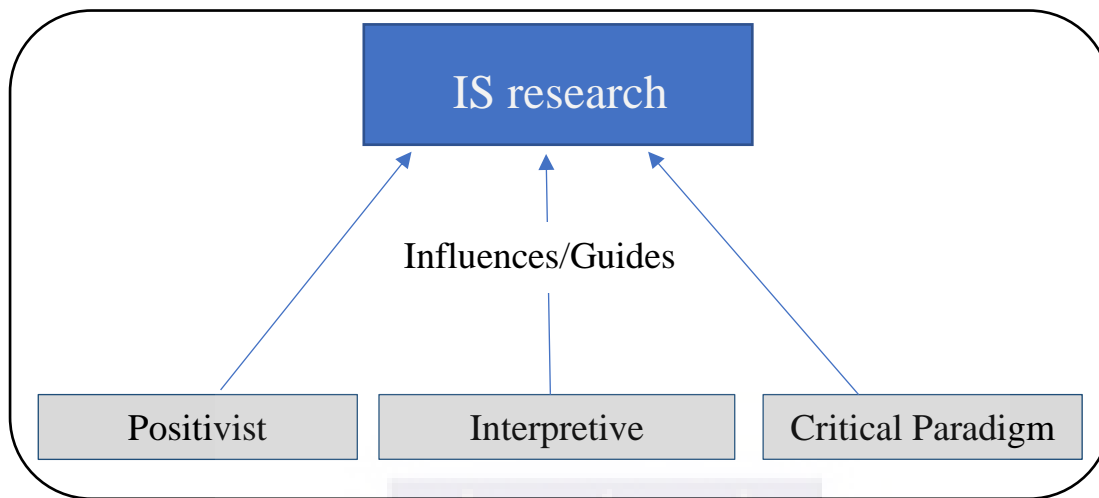 IS research
Influences/Guides
Positivist
Interpretive
Critical Paradigm